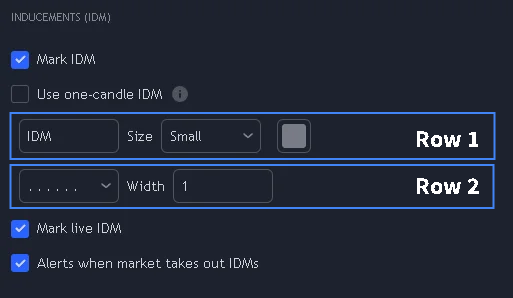 INDUCEMENTS (IDM)
Mark IDM
Use one-candle IDM i
IDM Size Small Row 1
...... Width 1 Row 2
Mark live IDM
Alerts when market takes out IDMs